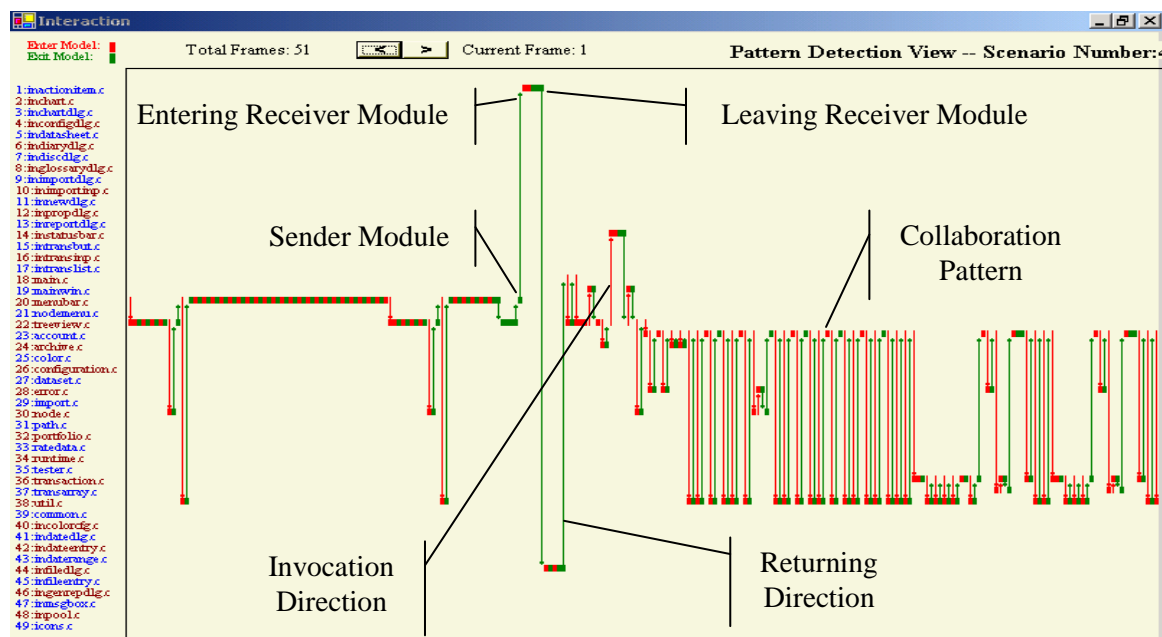 Interaction
Enter Model:
Exit Model:
Total Frames: 51
<
>
Current Frame: 1
Pattern Detection View -- Scenario Number:4
1:inactionitem.c
2:inchart.c
3:inchartdlg.c
4:inconfigdlg.c
5:indatasheet.c
6:indiarydlg.c
7:indiscdlg.c
8:inglossarydlg.c
9:inimportdlg.c
10:inimportinp.c
11:innewdlg.c
12:inpropdlg.c
13:inreportdlg.c
14:instatusbar.c
15:intransbut.c
16:intransinp.c
17:intranslist.c
18:main.c
19:mainwin.c
20:menubar.c
21:nodemenu.c
22:treeview.c
23:account.c
24:archive.c
25:color.c
26:configuration.c
27:dataset.c
28:error.c
29:import.c
30:node.c
31:path.c
32:portfolio.c
33:ratedata.c
34:runtime.c
35:tester.c
36:transaction.c
37:transarray.c
38:util.c
39:common.c
40:incolorcfg.c
41:indatedlg.c
42:indateentry.c
43:indaterange.c
44:infiledlg.c
45:infileentry.c
46:ingenrepdlg.c
47:inmsgbox.c
48:inpool.c
49:icons.c
Entering Receiver Module
Leaving Receiver Module
Sender Module
Collaboration
Pattern
Invocation
Direction
Returning
Direction